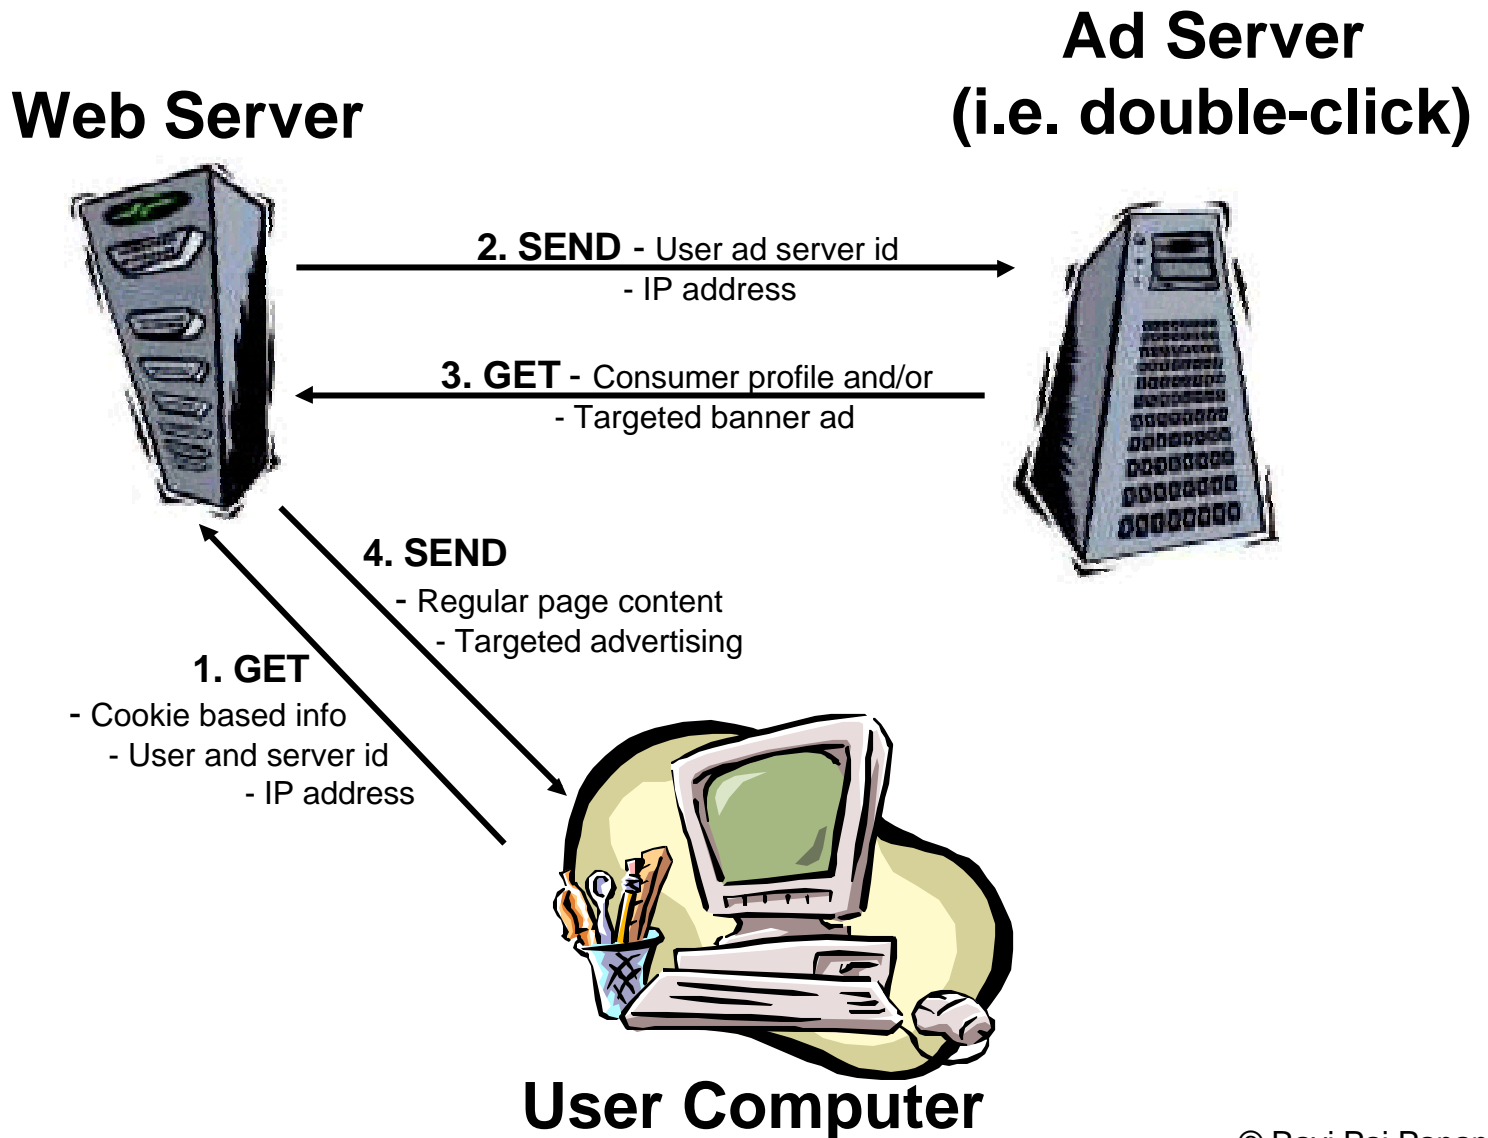 Ad Server
(i.e. double-click)
Web Server
2. SEND - User ad server id
- IP address
3. GET - Consumer profile and/or
- Targeted banner ad
4. SEND
- Regular page content
- Targeted advertising
1. GET
- Cookie based info
- User and server id
- IP address
User Computer
© Ravi Pai